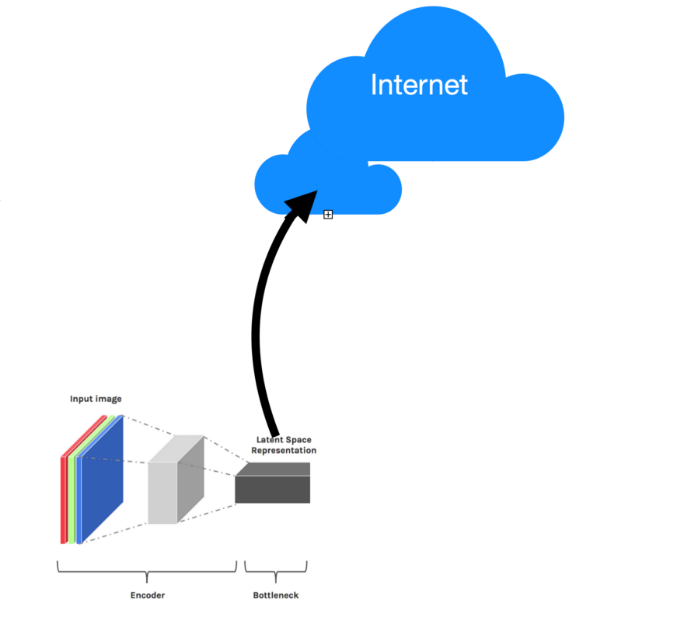 Internet
Input image
Latent Space
Representation
Encoder
Bottleneck